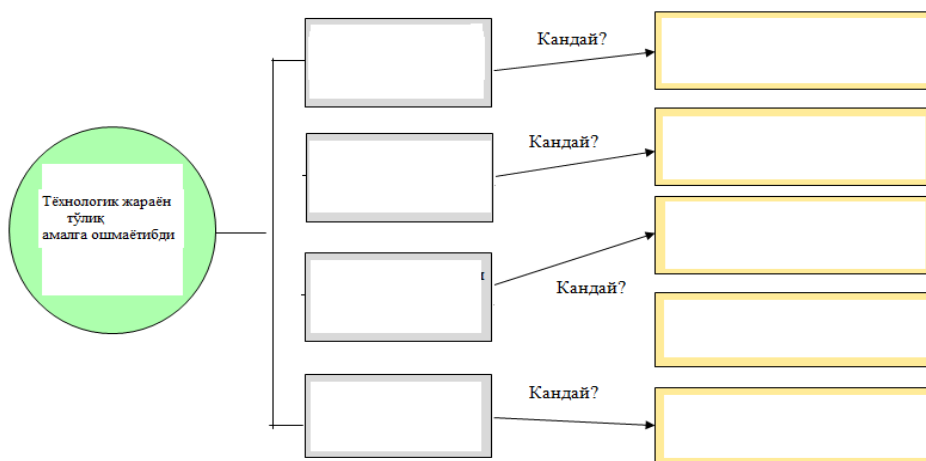 Кандай?
Кандай?
Тёхнологик жараён
тўлиқ
амалга ошмаётибди
Кандай?
Кандай?